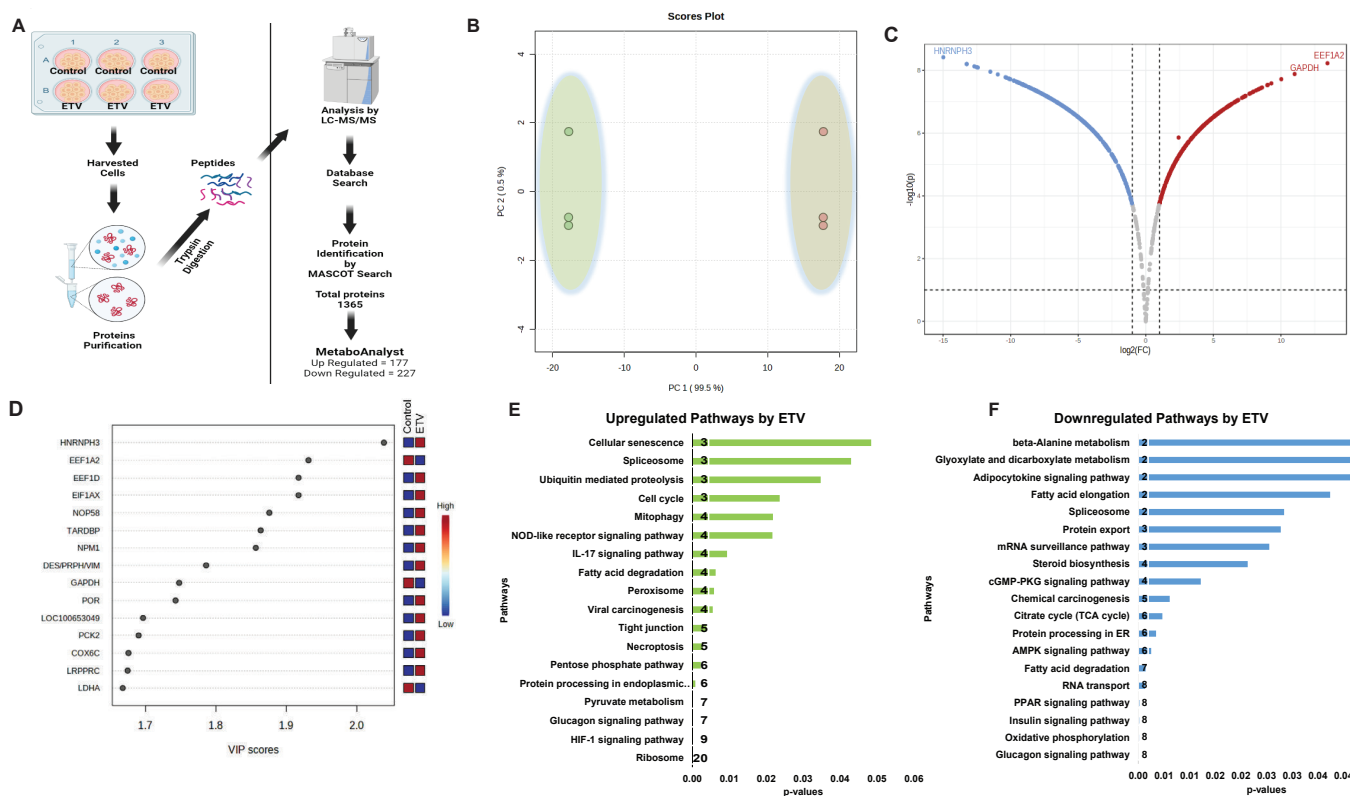 A
1 2 3
A
Control Control Control
B
ETV ETV ETV
Harvested
Cells
Peptides
Trypsin
Digestion
Proteins
Purification
Analysis by
LC-MS/MS
Database
Search
Protein
Identification
by
MASCOT Search
Total proteins
1365
MetaboAnalyst
Up Regulated = 177
Down Regulated = 227
B
Scores Plot
PC 2 ( 0.5 %)
4
2
0
-2
-4
-20 -10 0 10 20
PC 1 ( 99.5 %)
C
HNRNPH3
EEF1A2
GAPDH
-log10(p)
8
6
4
2
0
-15 -10 -5 0 5 10
log2(FC)
D
Control ETV
HNRNPH3
EEF1A2
EEF1D
EIF1AX
NOP58
TARDBP
NPM1
DES/PRPH/VIM
GAPDH
POR
LOC100653049
PCK2
COX6C
LRPPRC
LDHA
High
Low
1.7 1.8 1.9 2.0
VIP scores
E
Upregulated Pathways by ETV
Pathways
Cellular senescence 3
Spliceosome 3
Ubiquitin mediated proteolysis 3
Cell cycle 3
Mitophagy 4
NOD-like receptor signaling pathway 4
IL-17 signaling pathway 4
Fatty acid degradation 4
Peroxisome 4
Viral carcinogenesis 4
Tight junction 5
Necroptosis 5
Pentose phosphate pathway 6
Protein processing in endoplasmic.. 6
Pyruvate metabolism 7
Glucagon signaling pathway 7
HIF-1 signaling pathway 9
Ribosome 20
0.00 0.01 0.02 0.03 0.04 0.05 0.06
p-values
F
Downregulated Pathways by ETV
Pathways
beta-Alanine metabolism 2
Glyoxylate and dicarboxylate metabolism 2
Adipocytokine signaling pathway 2
Fatty acid elongation 2
Spliceosome 2
Protein export 3
mRNA surveillance pathway 3
Steroid biosynthesis 4
cGMP-PKG signaling pathway 4
Chemical carcinogenesis 5
Citrate cycle (TCA cycle) 6
Protein processing in ER 6
AMPK signaling pathway 6
Fatty acid degradation 7
RNA transport 8
PPAR signaling pathway 8
Insulin signaling pathway 8
Oxidative phosphorylation 8
Glucagon signaling pathway 8
0.00 0.01 0.01 0.02 0.02 0.03 0.03 0.04 0.04
p-values